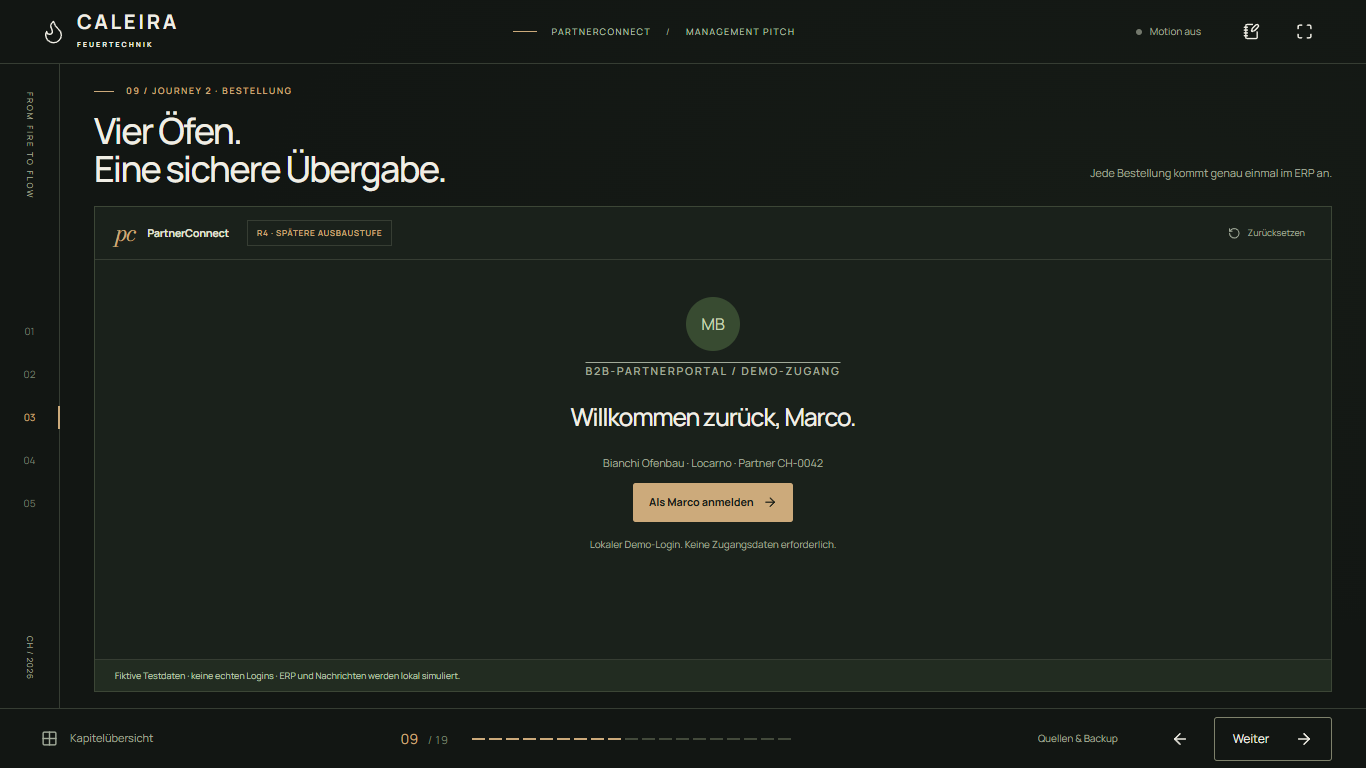 CALEIRA
FEUERTECHNIK
PARTNERCONNECT / MANAGEMENT PITCH
Motion aus
FROM FIRE TO FLOW
01
02
03
04
05
CH / 2026
09 / JOURNEY 2 · BESTELLUNG
Vier Öfen.
Eine sichere Übergabe.
Jede Bestellung kommt genau einmal im ERP an.
pc PartnerConnect
R4 · SPÄTERE AUSBAUSTUFE
Zurücksetzen
MB
B2B-PARTNERPORTAL / DEMO-ZUGANG
Willkommen zurück, Marco.
Bianchi Ofenbau · Locarno · Partner CH-0042
Als Marco anmelden
Lokaler Demo-Login. Keine Zugangsdaten erforderlich.
Fiktive Testdaten · keine echten Logins · ERP und Nachrichten werden lokal simuliert.
Kapitelübersicht
09 / 19
Quellen & Backup
Weiter